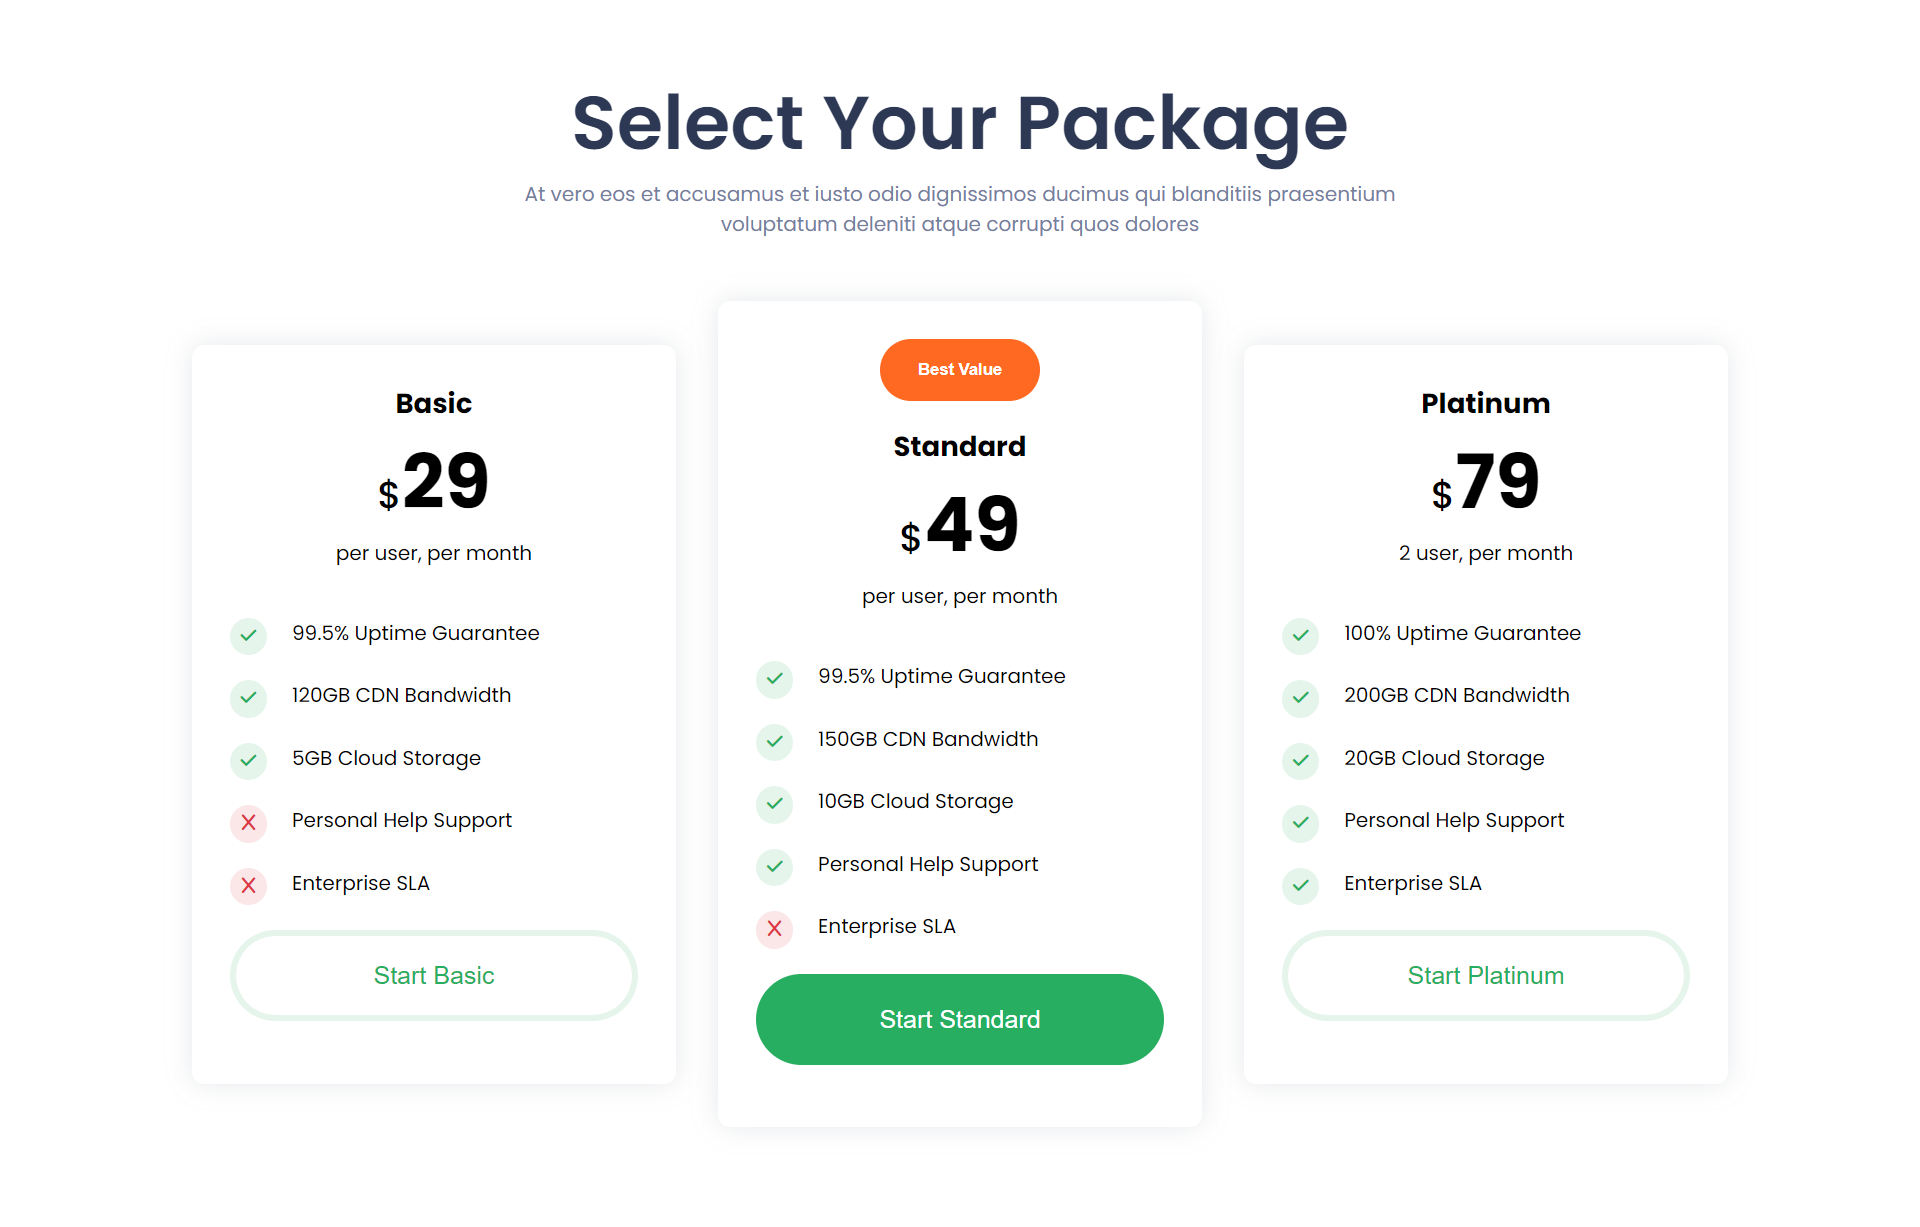 Select Your Package
At vero eos et accusamus et iusto odio dignissimos ducimus qui blanditiis praesentium
voluptatum deleniti atque corrupti quos dolores
Basic
$29
per user, per month
99.5% Uptime Guarantee
120GB CDN Bandwidth
5GB Cloud Storage
Personal Help Support
Enterprise SLA
Start Basic
Best Value
Standard
$49
per user, per month
99.5% Uptime Guarantee
150GB CDN Bandwidth
10GB Cloud Storage
Personal Help Support
Enterprise SLA
Start Standard
Platinum
$79
2 user, per month
100% Uptime Guarantee
200GB CDN Bandwidth
20GB Cloud Storage
Personal Help Support
Enterprise SLA
Start Platinum